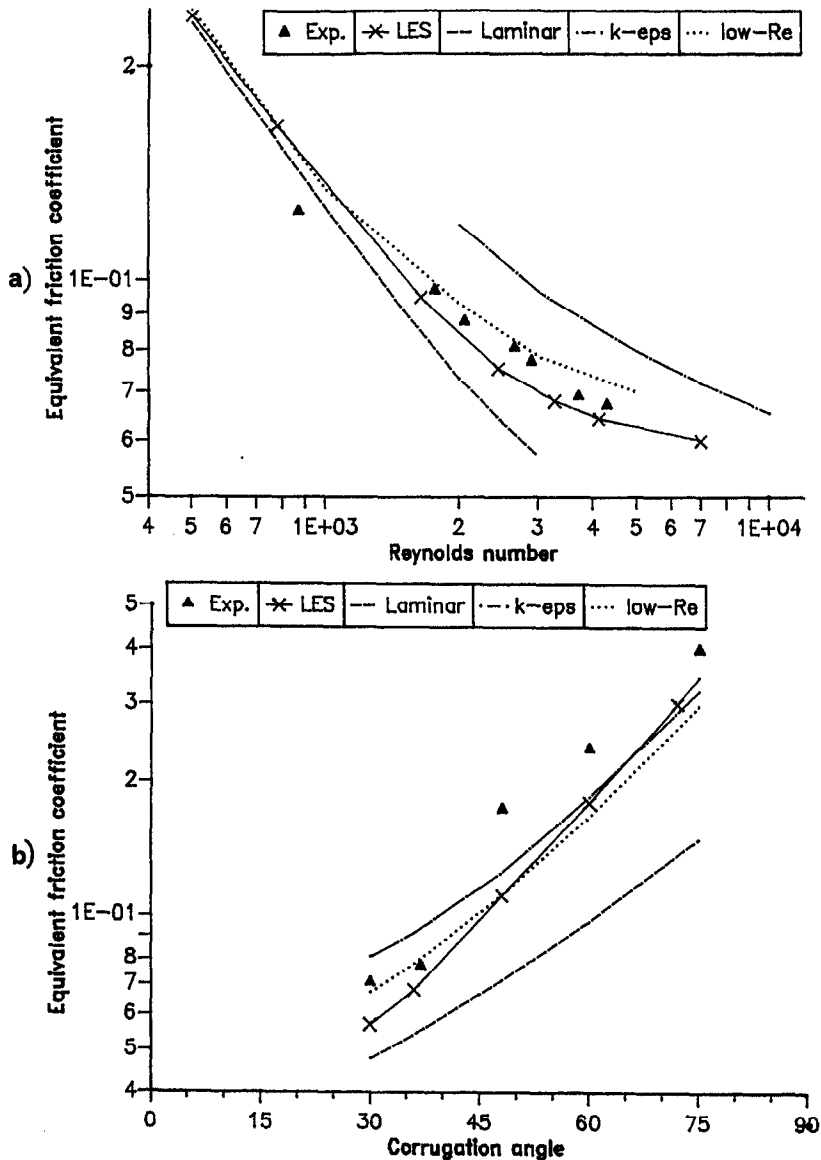 Exp. LES Laminar k-eps low-Re
2
1E-01
9
8
7
6
5
a)
Equivalent friction coefficient
4 5 6 7 1E+03 2 3 4 5 7 1E+04
Reynolds number
Exp. LES Laminar k-eps low-Re
5
4
3
2
1E-01
8
7
6
5
4
b)
Equivalent friction coefficient
0 15 30 45 60 75 90
Corrugation angle